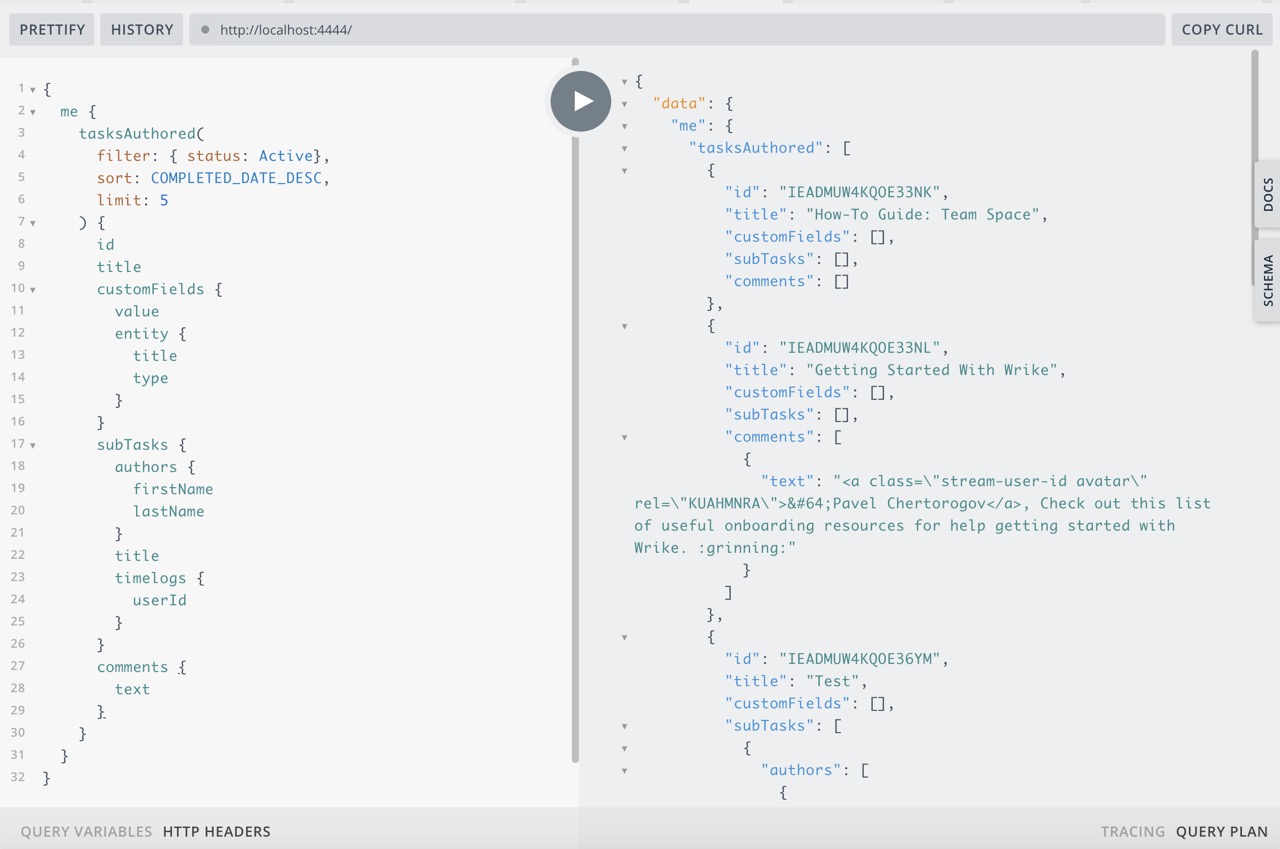 PRETTIFY HISTORY http://localhost:4444/ COPY CURL
1 {
2 me {
3 tasksAuthored(
4 filter: { status: Active},
5 sort: COMPLETED_DATE_DESC,
6 limit: 5
7 ) {
8 id
9 title
10 customFields {
11 value
12 entity {
13 title
14 type
15 }
16 }
17 subTasks {
18 authors {
19 firstName
20 lastName
21 }
22 title
23 timelogs {
24 userId
25 }
26 }
27 comments {
28 text
29 }
30 }
31 }
32 }
{
"data": {
"me": {
"tasksAuthored": [
{
"id": "IEADMUW4KQOE33NK",
"title": "How-To Guide: Team Space",
"customFields": [],
"subTasks": [],
"comments": []
},
{
"id": "IEADMUW4KQOE33NL",
"title": "Getting Started With Wrike",
"customFields": [],
"subTasks": [],
"comments": [
{
"text": "<a class=\"stream-user-id avatar\"
rel=\"KUAHMNRA\">&#64;Pavel Chertorogov</a>, Check out this list
of useful onboarding resources for help getting started with
Wrike. :grinning:"
}
]
},
{
"id": "IEADMUW4KQOE36YM",
"title": "Test",
"customFields": [],
"subTasks": [
{
"authors": [
{
DOCS
SCHEMA
QUERY VARIABLES HTTP HEADERS
TRACING QUERY PLAN